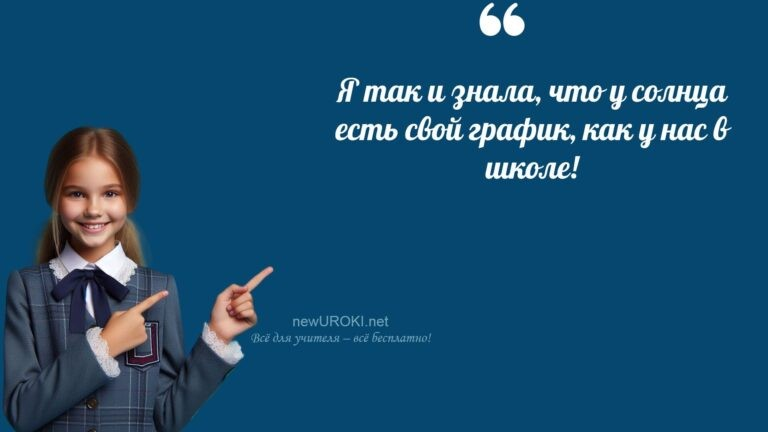 “
Я так и знала, что у солнца
есть свой график, как у нас в
школе!
newUROKI.net
Всё для учителя – всё бесплатно!